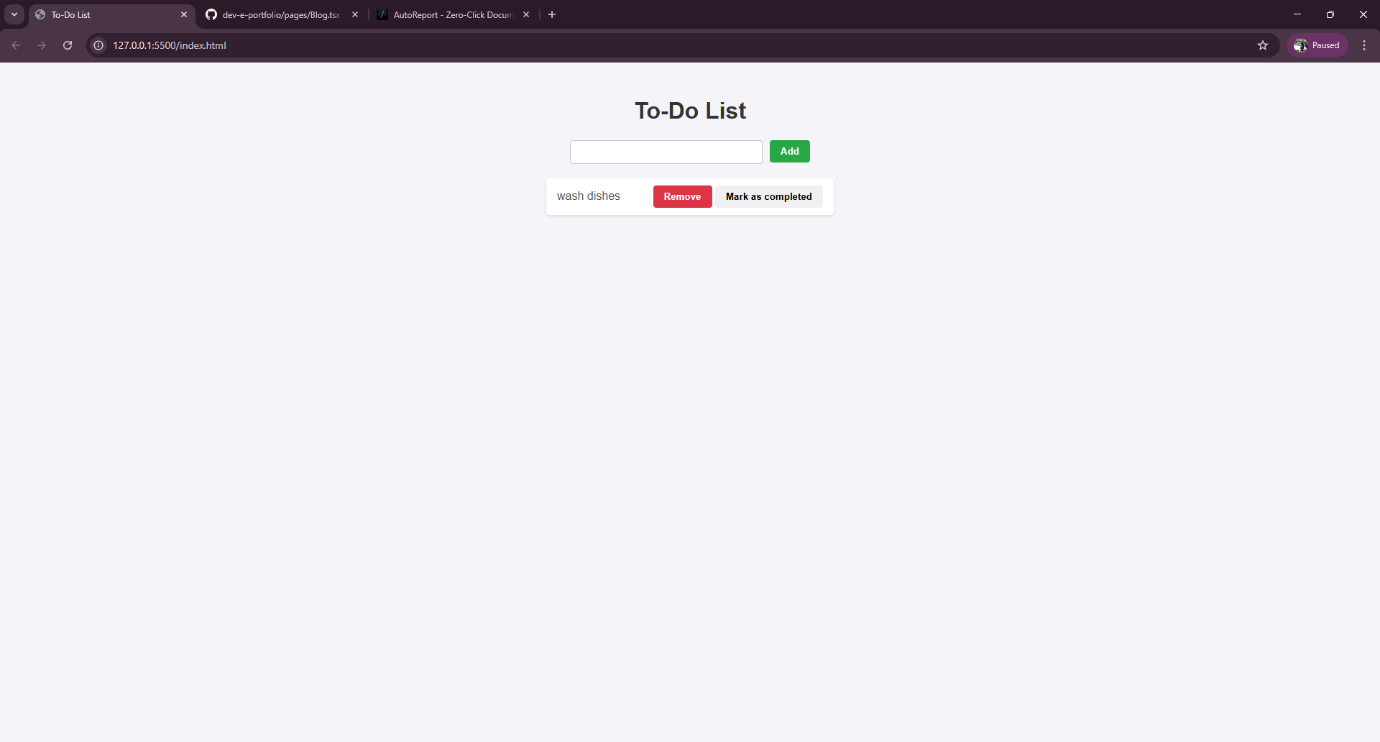 To-Do List
dev-e-portfolio/pages/Blog.tsx
AutoReport - Zero-Click Docum
127.0.0.1:5500/index.html
Paused
To-Do List
Add
wash dishes
Remove
Mark as completed